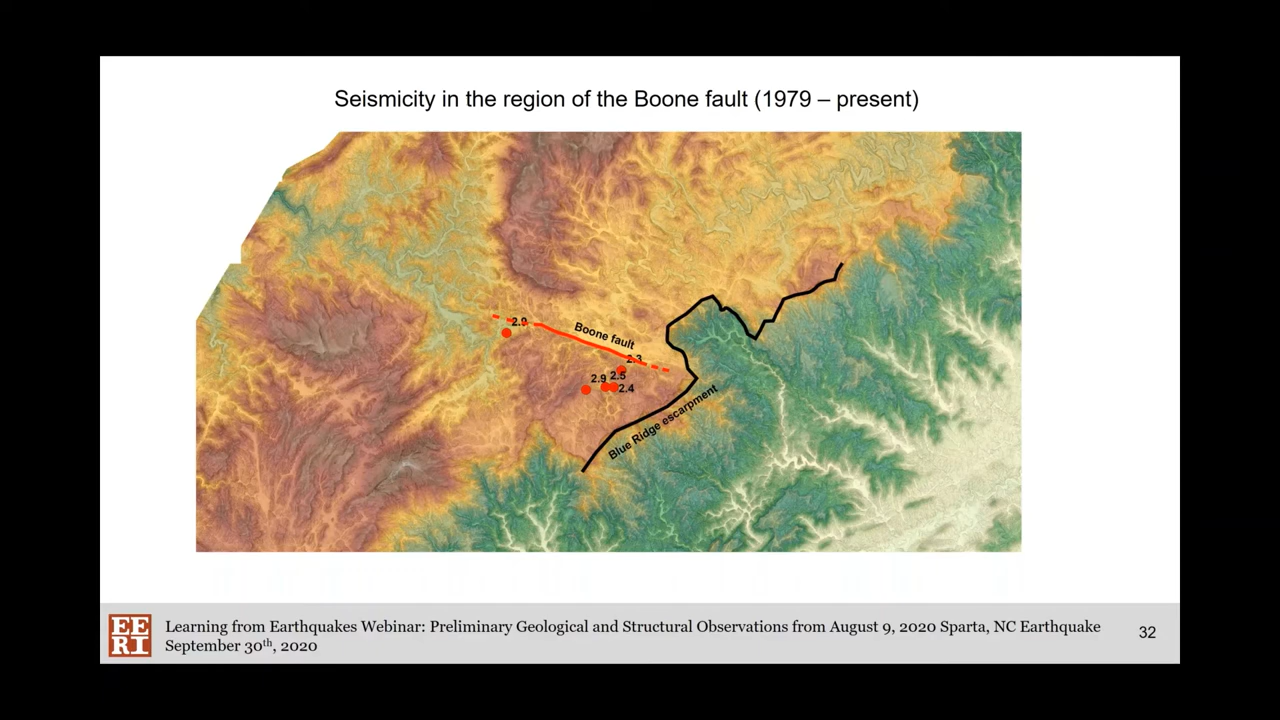 Seismicity in the region of the Boone fault (1979 – present)
2.9
Boone fault
2.3
2.9
2.5
2.4
Blue Ridge escarpment
EE
RI
Learning from Earthquakes Webinar: Preliminary Geological and Structural Observations from August 9, 2020 Sparta, NC Earthquake
September 30th, 2020
32